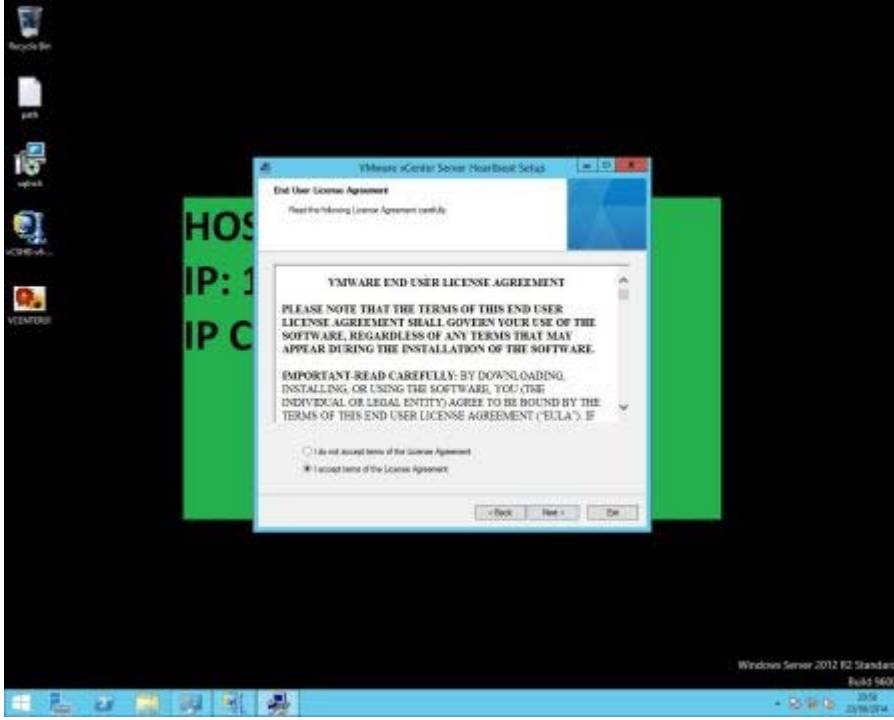 Recycle Bin
path
VMware vCenter Server Heartbeat Setup
End User License Agreement
Read the following License Agreement carefully
HOS
IP: 1
IP C
VMWARE END USER LICENSE AGREEMENT
PLEASE NOTE THAT THE TERMS OF THIS END USER
LICENSE AGREEMENT SHALL GOVERN YOUR USE OF THE
SOFTWARE, REGARDLESS OF ANY TERMS THAT MAY
APPEAR DURING THE INSTALLATION OF THE SOFTWARE.
IMPORTANT-READ CAREFULLY: BY DOWNLOADING,
INSTALLING, OR USING THE SOFTWARE, YOU (THE
INDIVIDUAL OR LEGAL ENTITY) AGREE TO BE BOUND BY THE
TERMS OF THIS END USER LICENSE AGREEMENT ("EULA"). IF
I do not accept terms of the License Agreement
I accept terms of the License Agreement
< Back
Next >
Exit
Windows Server 2012 R2 Standard
Build 9600